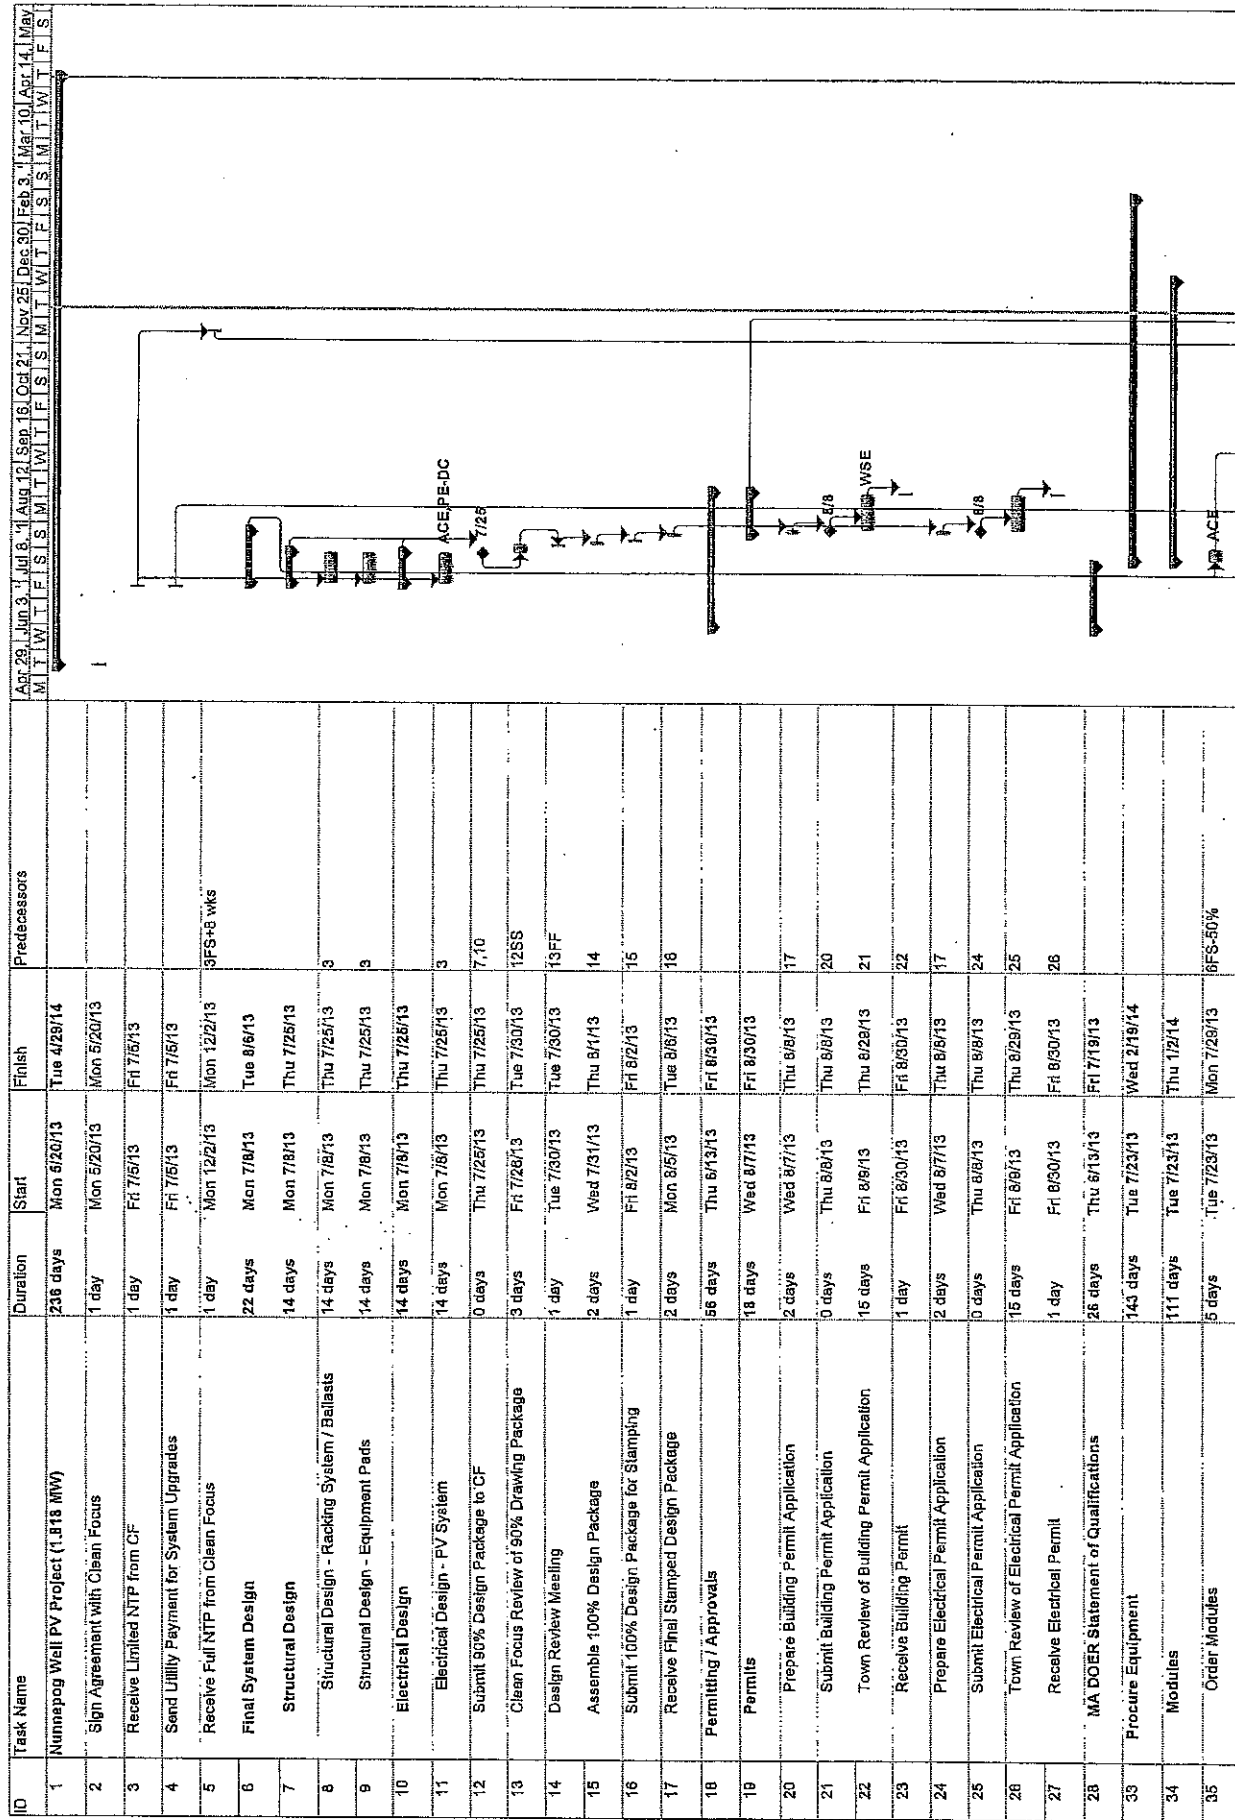 ID Task Name Duration Start Finish Predecessors Apr 29, Jun 3, '1 Jul 8, '1 Aug 12 Sep 16, Oct 21, Nov 25 Dec 30 Feb 3, '1 Mar 10 Apr 14, May
M T W T F S S M T W T F S S M T W T F S S M T W T F S
1 Nunnepog Well PV Project (1.818 MW) 236 days Mon 5/20/13 Tue 4/29/14
2 Sign Agreement with Clean Focus 1 day Mon 5/20/13 Mon 5/20/13
3 Receive Limited NTP from CF 1 day Fri 7/5/13 Fri 7/5/13
4 Send Utility Payment for System Upgrades 1 day Fri 7/5/13 Fri 7/5/13
5 Receive Full NTP from Clean Focus 1 day Mon 12/2/13 Mon 12/2/13 3FS+8 wks
6 Final System Design 22 days Mon 7/8/13 Tue 8/6/13
7 Structural Design 14 days Mon 7/8/13 Thu 7/25/13
8 Structural Design - Racking System / Ballasts 14 days Mon 7/8/13 Thu 7/25/13 3
9 Structural Design - Equipment Pads 14 days Mon 7/8/13 Thu 7/25/13 3
10 Electrical Design 14 days Mon 7/8/13 Thu 7/25/13
11 Electrical Design - PV System 14 days Mon 7/8/13 Thu 7/25/13 3 ACE,PE-DC
12 Submit 90% Design Package to CF 0 days Thu 7/25/13 Thu 7/25/13 7,10 7/25
13 Clean Focus Review of 90% Drawing Package 3 days Fri 7/26/13 Tue 7/30/13 12SS
14 Design Review Meeting 1 day Tue 7/30/13 Tue 7/30/13 13FF
15 Assemble 100% Design Package 2 days Wed 7/31/13 Thu 8/1/13 14
16 Submit 100% Design Package for Stamping 1 day Fri 8/2/13 Fri 8/2/13 15
17 Receive Final Stamped Design Package 2 days Mon 8/5/13 Tue 8/6/13 16
18 Permitting / Approvals 56 days Thu 6/13/13 Fri 8/30/13
19 Permits 18 days Wed 8/7/13 Fri 8/30/13
20 Prepare Building Permit Application 2 days Wed 8/7/13 Thu 8/8/13 17
21 Submit Building Permit Application 0 days Thu 8/8/13 Thu 8/8/13 20 8/8
22 Town Review of Building Permit Application 15 days Fri 8/9/13 Thu 8/29/13 21 WSE
23 Receive Building Permit 1 day Fri 8/30/13 Fri 8/30/13 22
24 Prepare Electrical Permit Application 2 days Wed 8/7/13 Thu 8/8/13 17
25 Submit Electrical Permit Application 0 days Thu 8/8/13 Thu 8/8/13 24 8/8
26 Town Review of Electrical Permit Application 15 days Fri 8/9/13 Thu 8/29/13 25
27 Receive Electrical Permit 1 day Fri 8/30/13 Fri 8/30/13 26
28 MA DOER Statement of Qualifications 26 days Thu 6/13/13 Fri 7/19/13
33 Procure Equipment 143 days Tue 7/23/13 Wed 2/19/14
34 Modules 111 days Tue 7/23/13 Thu 1/2/14
35 Order Modules 5 days Tue 7/23/13 Mon 7/29/13 6FS-50% ACE